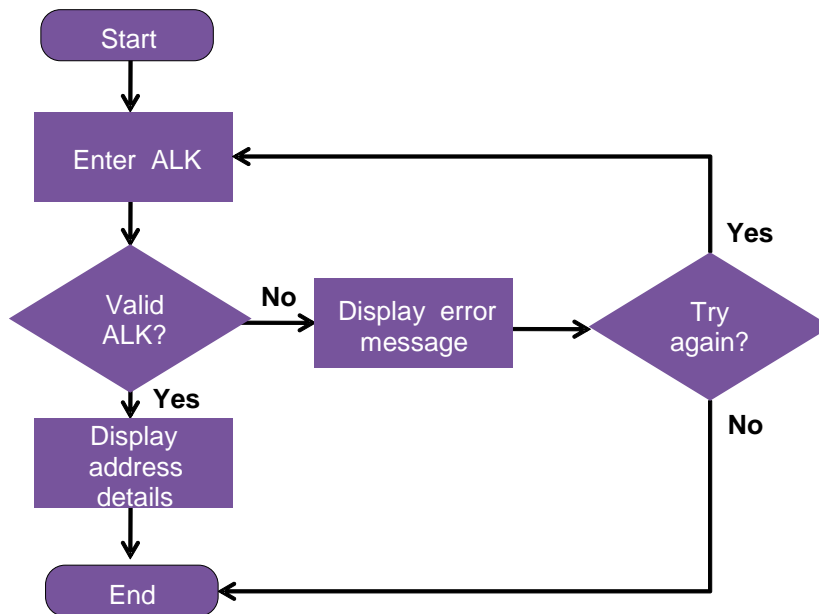 Start
Enter ALK
Valid
ALK?
No
Display error
message
Try
again?
Yes
Yes
No
Display
address
details
End